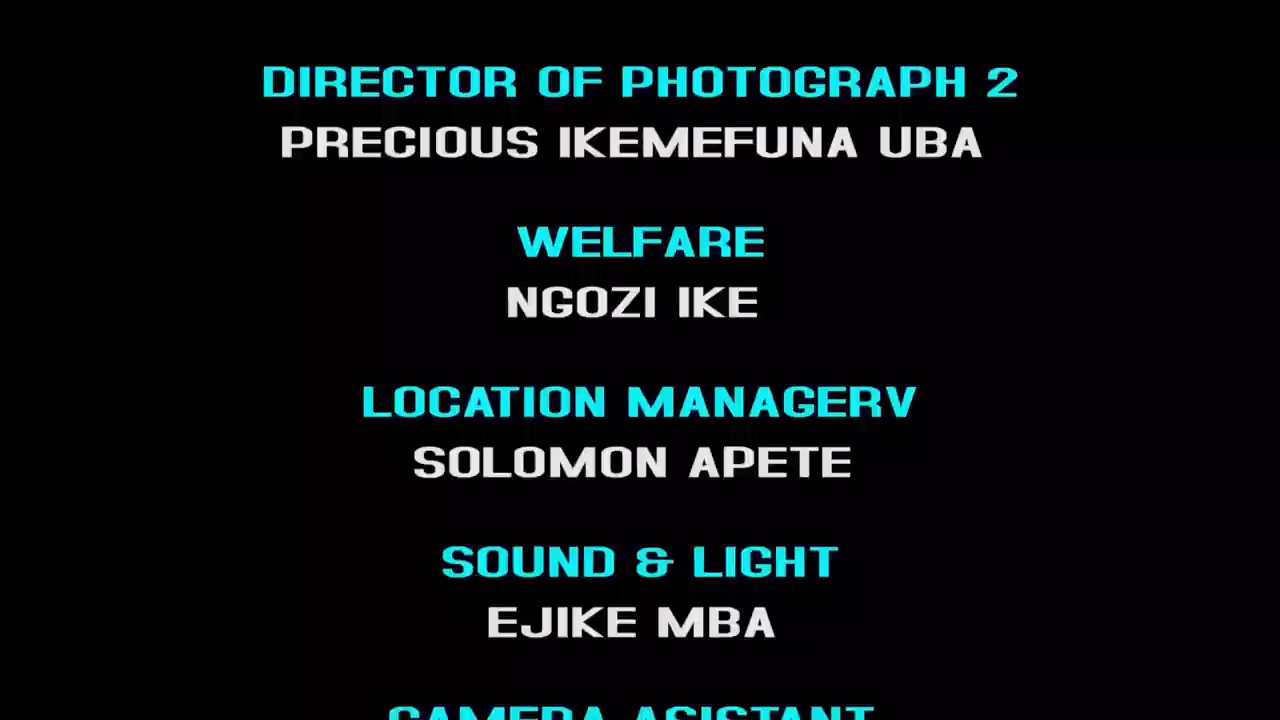 DIRECTOR OF PHOTOGRAPH 2
PRECIOUS IKEMEFUNA UBA
WELFARE
NGOZI IKE
LOCATION MANAGERV
SOLOMON APETE
SOUND & LIGHT
EJIKE MBA
CAMERA ASISTANT